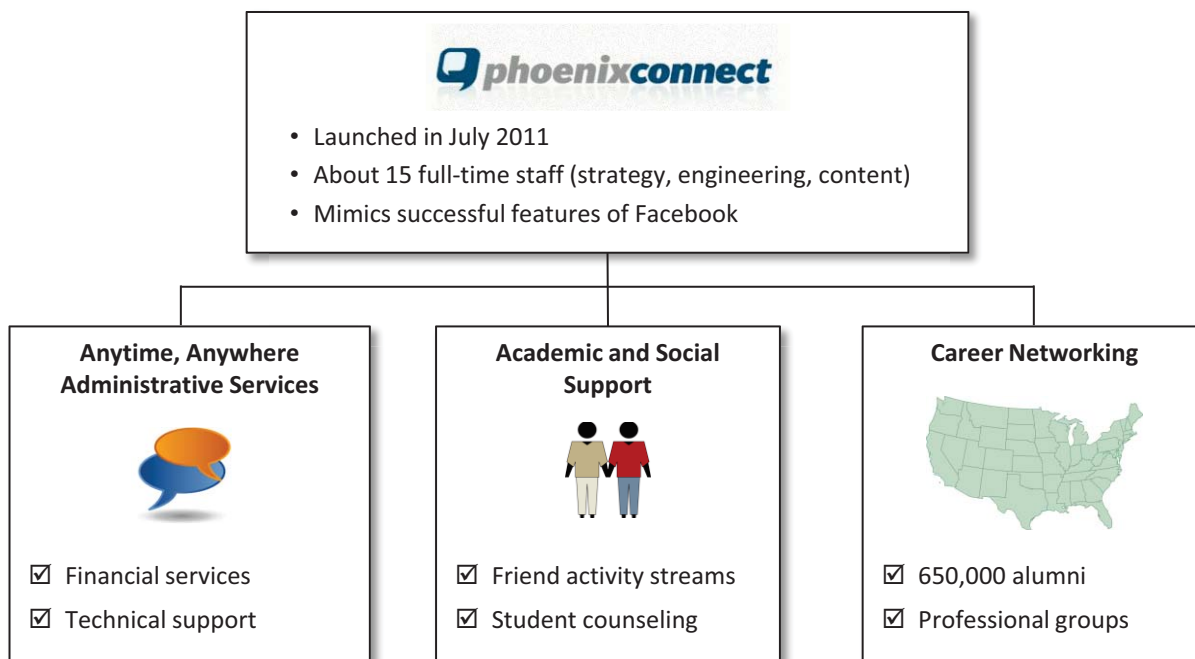 phoenixconnect
• Launched in July 2011
• About 15 full-time staff (strategy, engineering, content)
• Mimics successful features of Facebook
Anytime, Anywhere
Administrative Services
☑ Financial services
☑ Technical support
Academic and Social
Support
☑ Friend activity streams
☑ Student counseling
Career Networking
☑ 650,000 alumni
☑ Professional groups